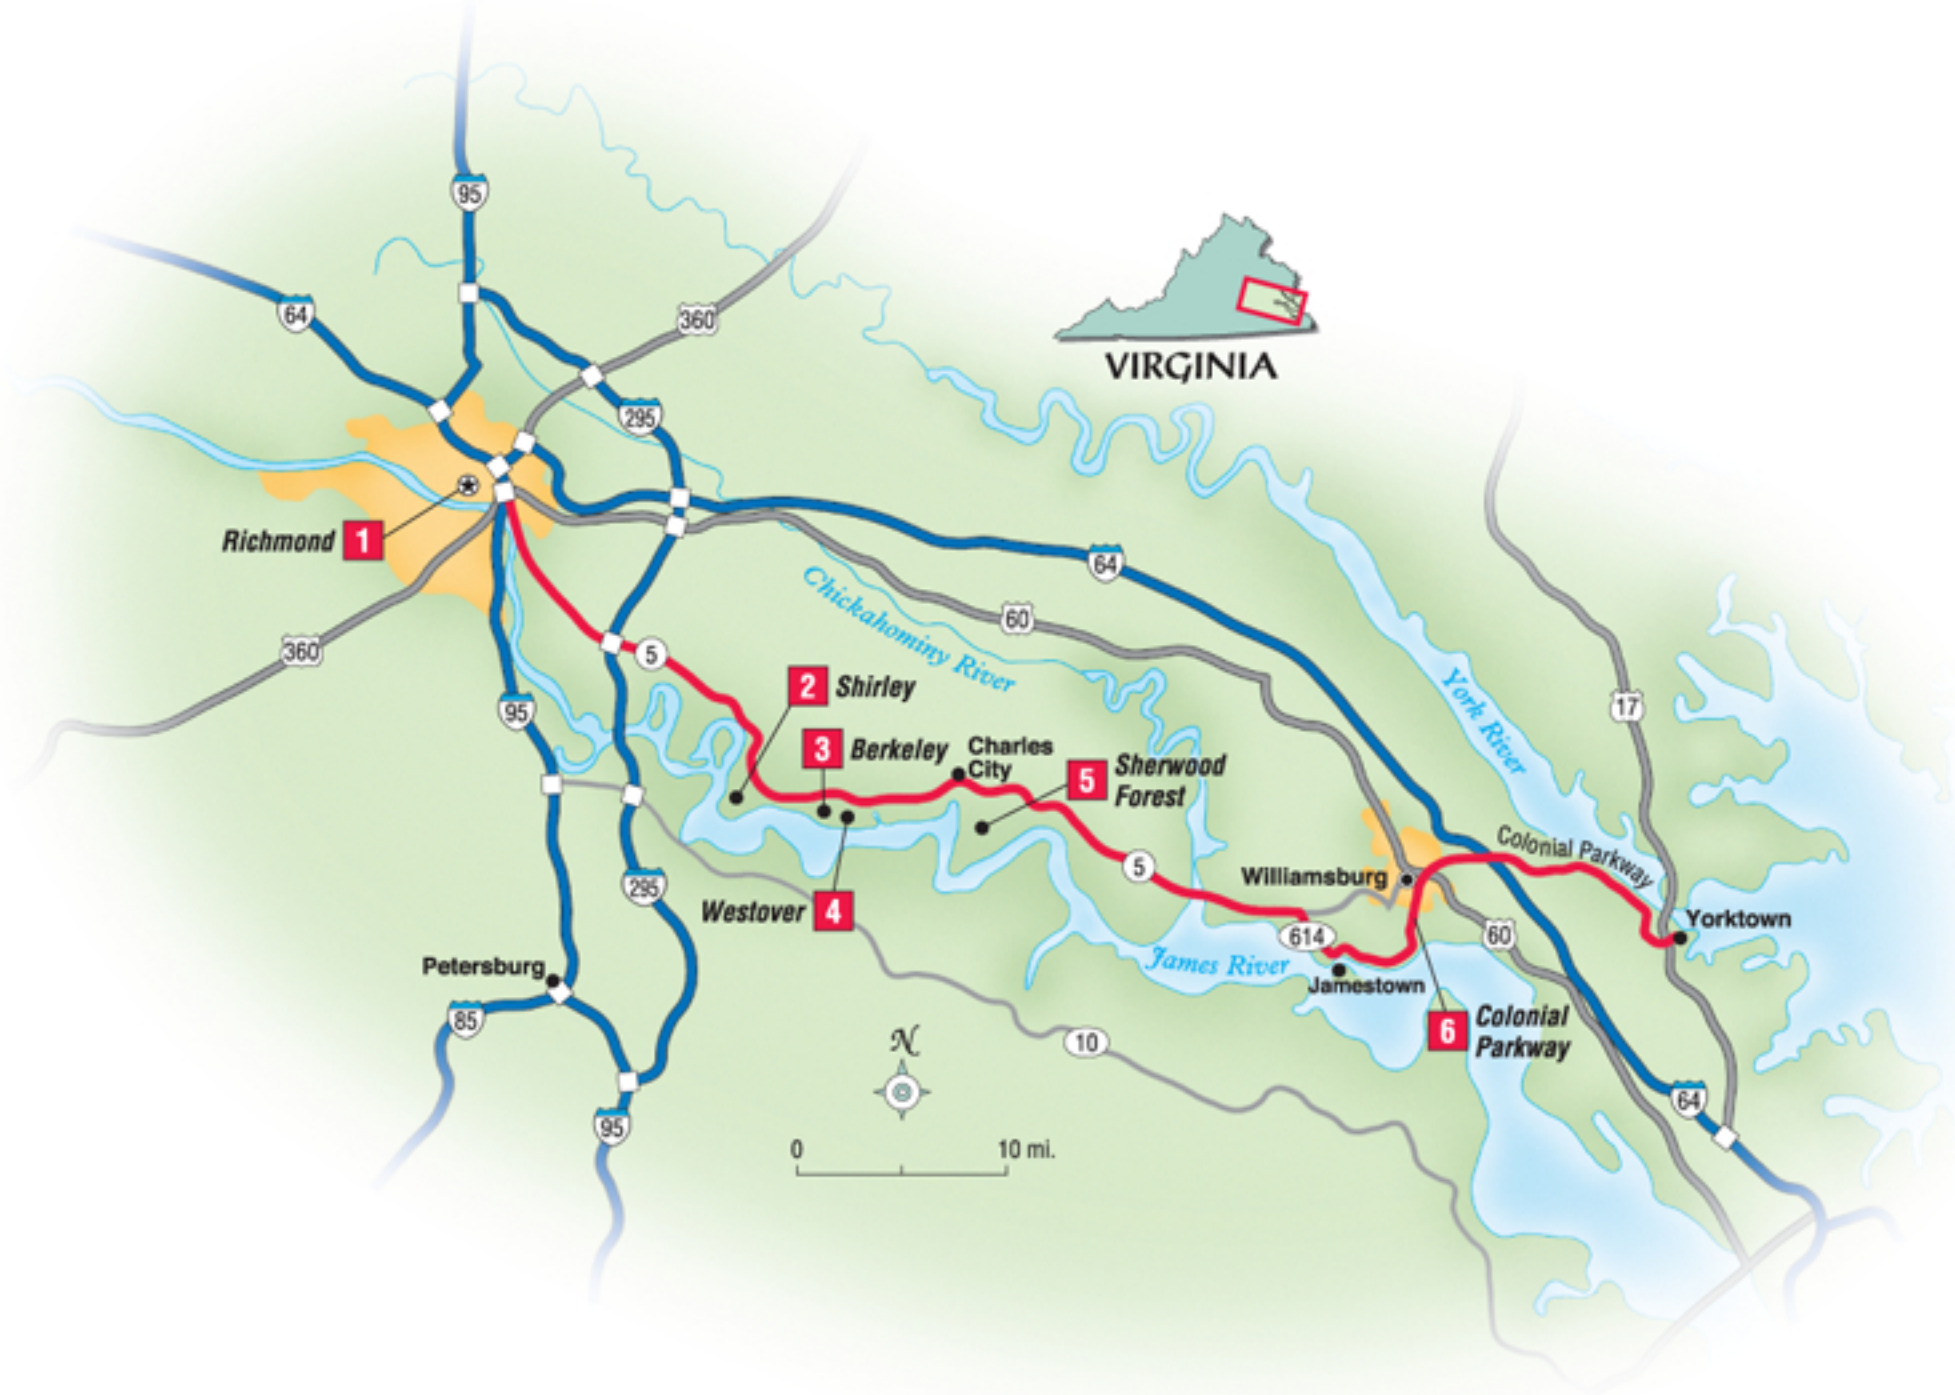 95
64
360
VIRGINIA
295
Richmond 1
64
Chickahominy River
60
360
5
2 Shirley
York River
17
95
3 Berkeley
Charles
City
5 Sherwood
Forest
Colonial Parkway
5
Williamsburg
295
Westover 4
Yorktown
614
60
James River
Petersburg
Jamestown
85
6 Colonial
Parkway
N
10
64
95
0 10 mi.